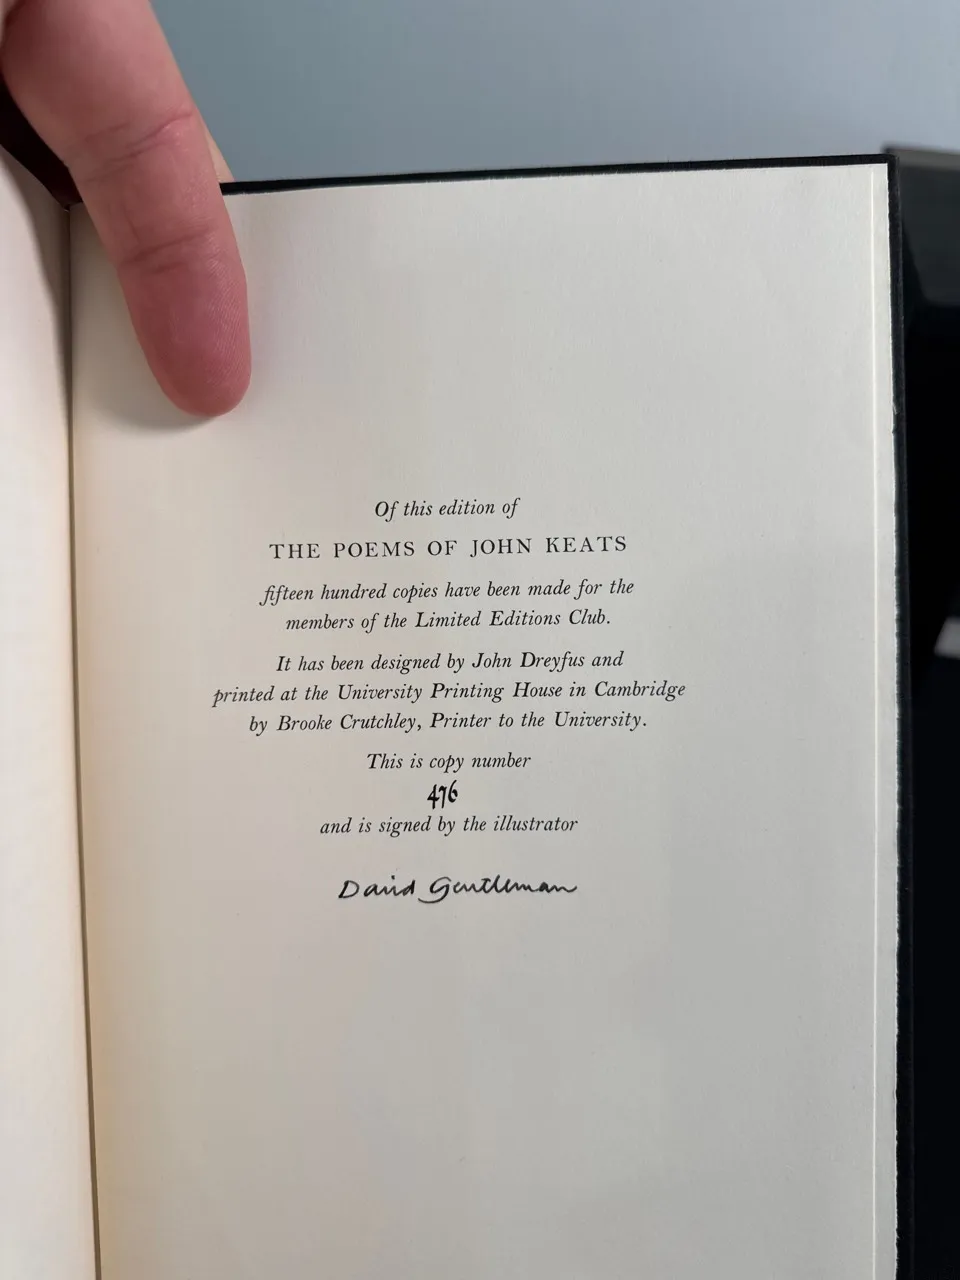 Of this edition of
THE POEMS OF JOHN KEATS
fifteen hundred copies have been made for the
members of the Limited Editions Club.
It has been designed by John Dreyfus and
printed at the University Printing House in Cambridge
by Brooke Crutchley, Printer to the University.
This is copy number
476
and is signed by the illustrator
David Gentleman